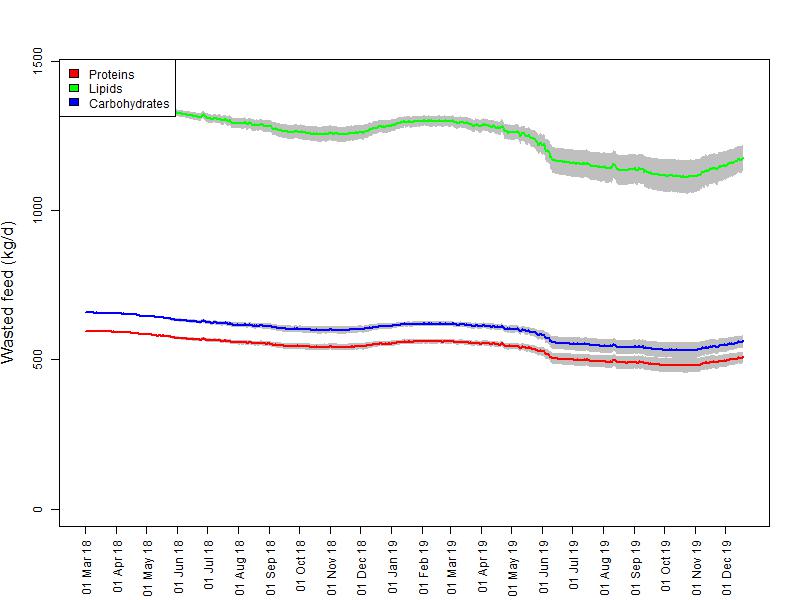 Proteins
Lipids
Carbohydrates
Wasted feed (kg/d)
1500
1000
500
0
01 Mar 18
01 Apr 18
01 May 18
01 Jun 18
01 Jul 18
01 Aug 18
01 Sep 18
01 Oct 18
01 Nov 18
01 Dec 18
01 Jan 19
01 Feb 19
01 Mar 19
01 Apr 19
01 May 19
01 Jun 19
01 Jul 19
01 Aug 19
01 Sep 19
01 Oct 19
01 Nov 19
01 Dec 19